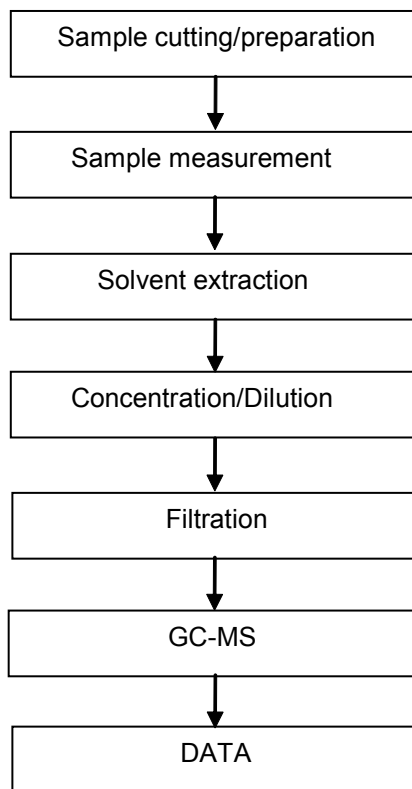 Sample cutting/preparation
Sample measurement
Solvent extraction
Concentration/Dilution
Filtration
GC-MS
DATA